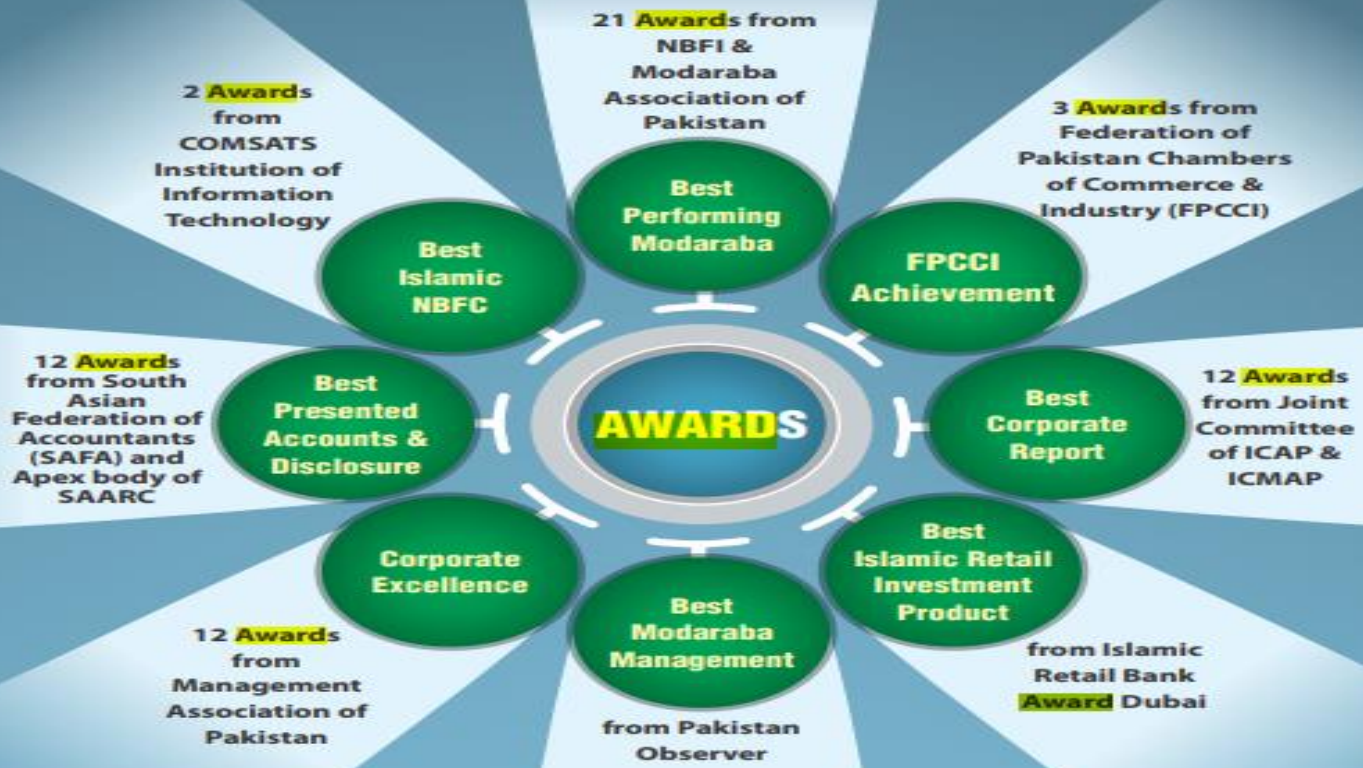 21 Awards from
NBFI &
Modaraba
Association of
Pakistan
Best
Performing
Modaraba
3 Awards from
Federation of
Pakistan Chambers
of Commerce &
Industry (FPCCI)
FPCCI
Achievement
12 Awards
from Joint
Committee
of ICAP &
ICMAP
Best
Corporate
Report
from Islamic
Retail Bank
Award Dubai
Best
Islamic Retail
Investment
Product
from Pakistan
Observer
Best
Modaraba
Management
12 Awards
from
Management
Association of
Pakistan
Corporate
Excellence
12 Awards
from South
Asian
Federation of
Accountants
(SAFA) and
Apex body of
SAARC
Best
Presented
Accounts &
Disclosure
2 Awards
from
COMSATS
Institution of
Information
Technology
Best
Islamic
NBFC
AWARDS